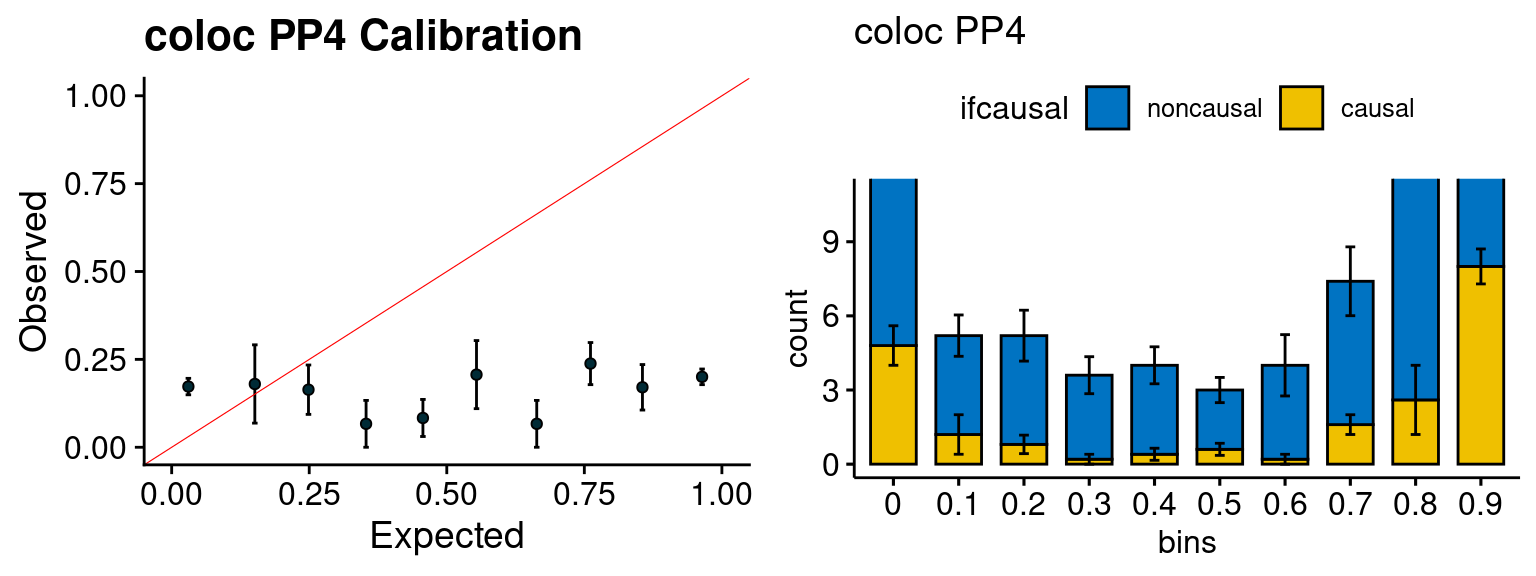 coloc PP4 Calibration
Observed
1.00
0.75
0.50
0.25
0.00
0.00 0.25 0.50 0.75 1.00
Expected
coloc PP4
ifcausal noncausal causal
count
9
6
3
0
0 0.1 0.2 0.3 0.4 0.5 0.6 0.7 0.8 0.9
bins